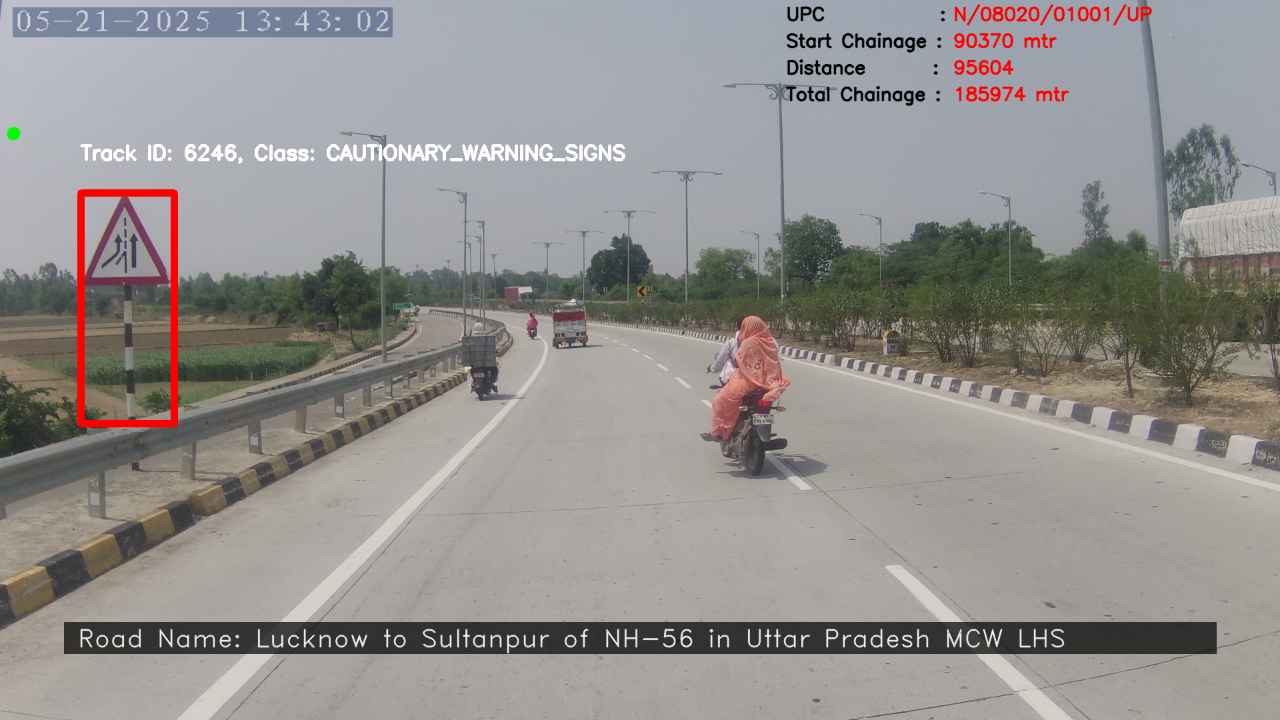 05-21-2025 13:43:02
UPC : N/08020/01001/UP
Start Chainage : 90370 mtr
Distance : 95604
Total Chainage : 185974 mtr
Track ID: 6246, Class: CAUTIONARY_WARNING_SIGNS
Road Name: Lucknow to Sultanpur of NH-56 in Uttar Pradesh MCW LHS